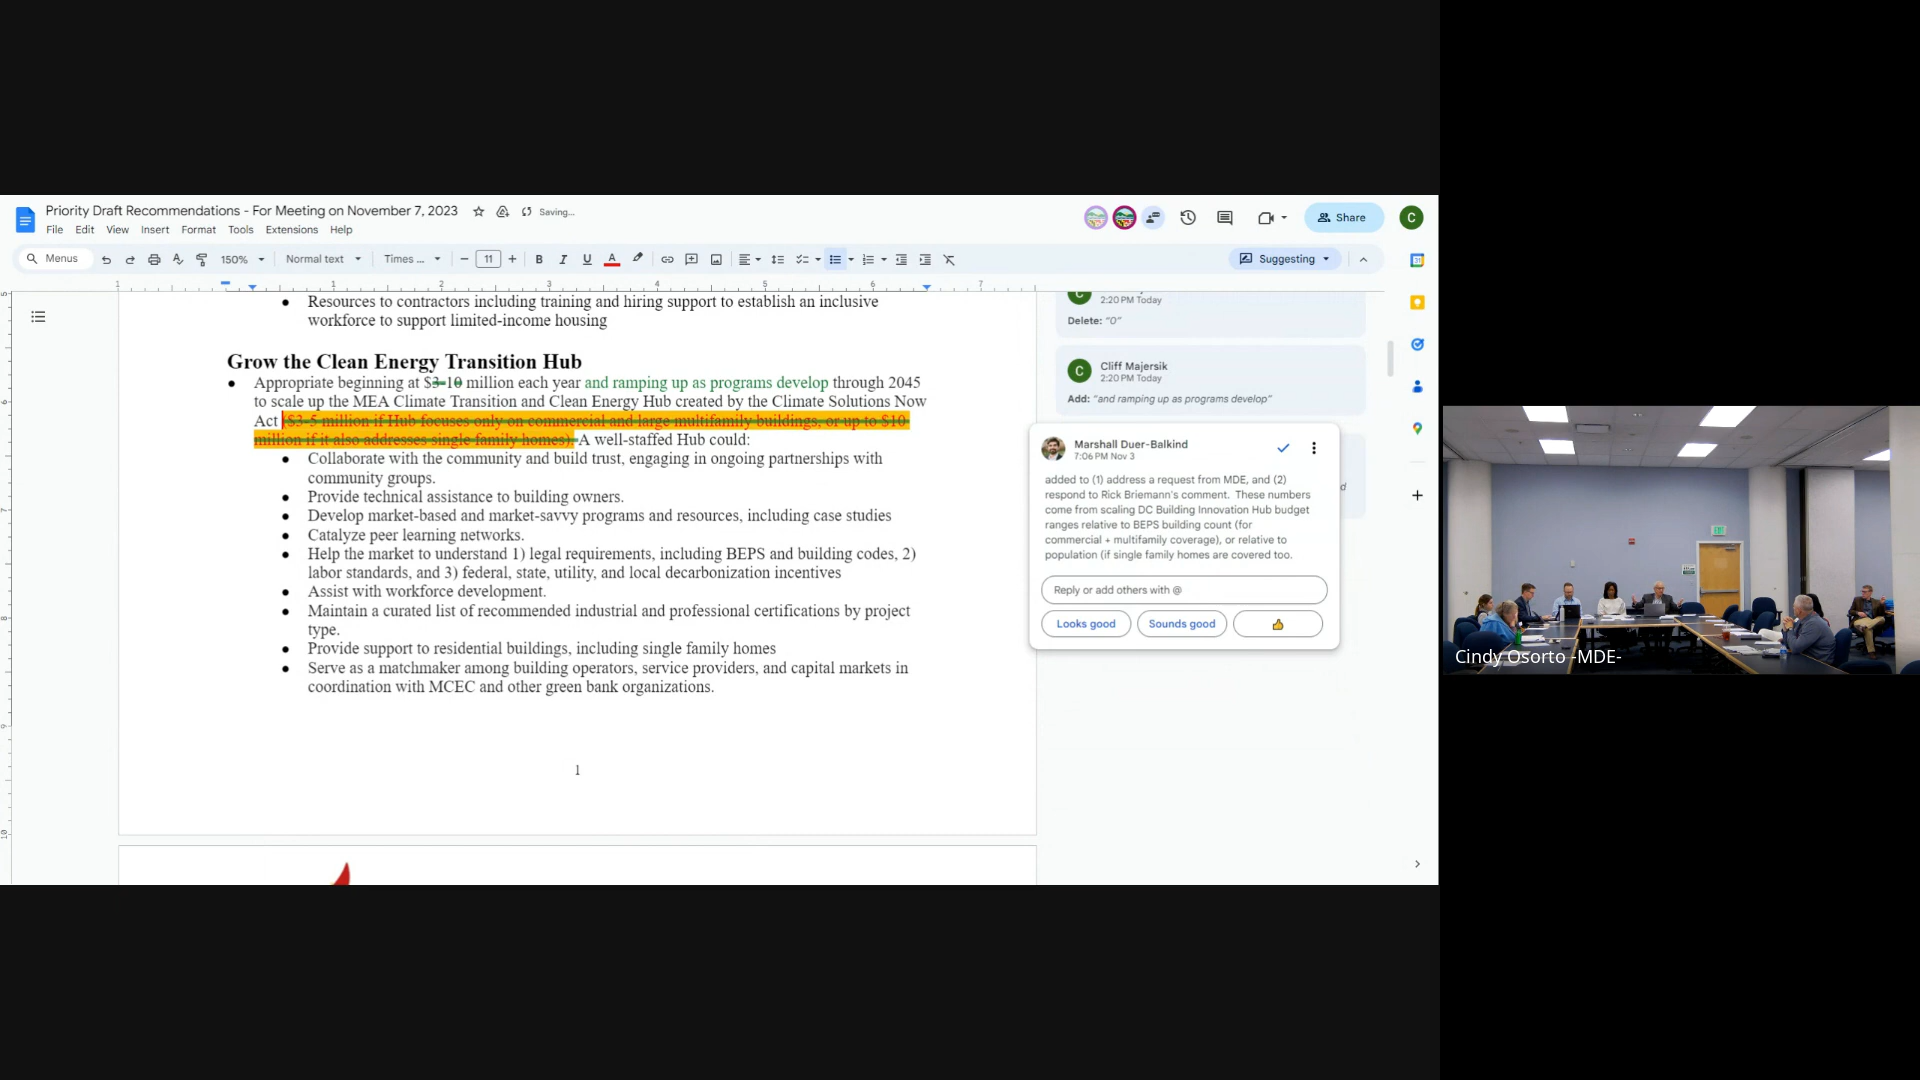 Priority Draft Recommendations - For Meeting on November 7, 2023
Saving...
File Edit View Insert Format Tools Extensions Help
Share
C
Menus
150%
Normal text
Times ...
11
B I U A
Suggesting
1 1 2 3 4 5 6 7
Resources to contractors including training and hiring support to establish an inclusive
workforce to support limited-income housing
Grow the Clean Energy Transition Hub
Appropriate beginning at $3-10 million each year and ramping up as programs develop through 2045
to scale up the MEA Climate Transition and Clean Energy Hub created by the Climate Solutions Now
Act ($3-5 million if Hub focuses only on commercial and large multifamily buildings, or up to $10
million if it also addresses single family homes). A well-staffed Hub could:
Collaborate with the community and build trust, engaging in ongoing partnerships with
community groups.
Provide technical assistance to building owners.
Develop market-based and market-savvy programs and resources, including case studies
Catalyze peer learning networks.
Help the market to understand 1) legal requirements, including BEPS and building codes, 2)
labor standards, and 3) federal, state, utility, and local decarbonization incentives
Assist with workforce development.
Maintain a curated list of recommended industrial and professional certifications by project
type.
Provide support to residential buildings, including single family homes
Serve as a matchmaker among building operators, service providers, and capital markets in
coordination with MCEC and other green bank organizations.
1
2:20 PM Today
Delete: "0"
C
Cliff Majersik
2:20 PM Today
Add: "and ramping up as programs develop"
Marshall Duer-Balkind
7:06 PM Nov 3
added to (1) address a request from MDE, and (2)
respond to Rick Briemann's comment. These numbers
come from scaling DC Building Innovation Hub budget
ranges relative to BEPS building count (for
commercial + multifamily coverage), or relative to
population (if single family homes are covered too.
Reply or add others with @
Looks good
Sounds good
Cindy Osorto -MDE-